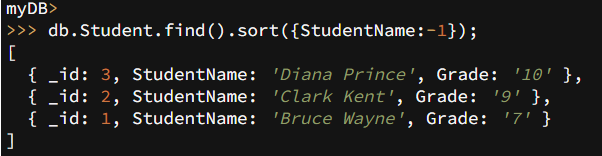 myDB>
>>> db.Student.find().sort({StudentName:-1});
[
  { _id: 3, StudentName: 'Diana Prince', Grade: '10' },
  { _id: 2, StudentName: 'Clark Kent', Grade: '9' },
  { _id: 1, StudentName: 'Bruce Wayne', Grade: '7' }
]